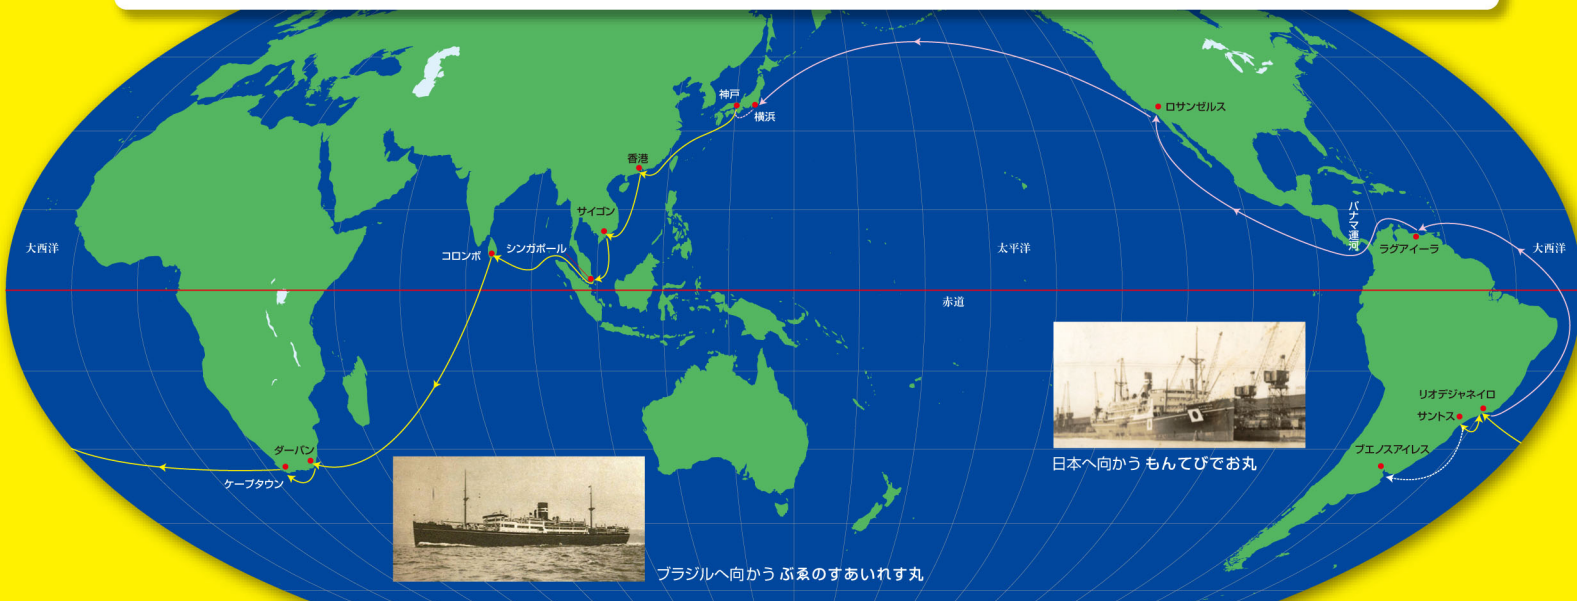 神戸
横浜
ロサンゼルス
香港
サイゴン
パナマ運河
大西洋
コロンボ
シンガポール
太平洋
ラグアイーラ
大西洋
赤道
リオデジャネイロ
サントス
ブエノスアイレス
ダーバン
ケープタウン
日本へ向かう もんてびでお丸
ブラジルへ向かう ぶゑのすあいれす丸